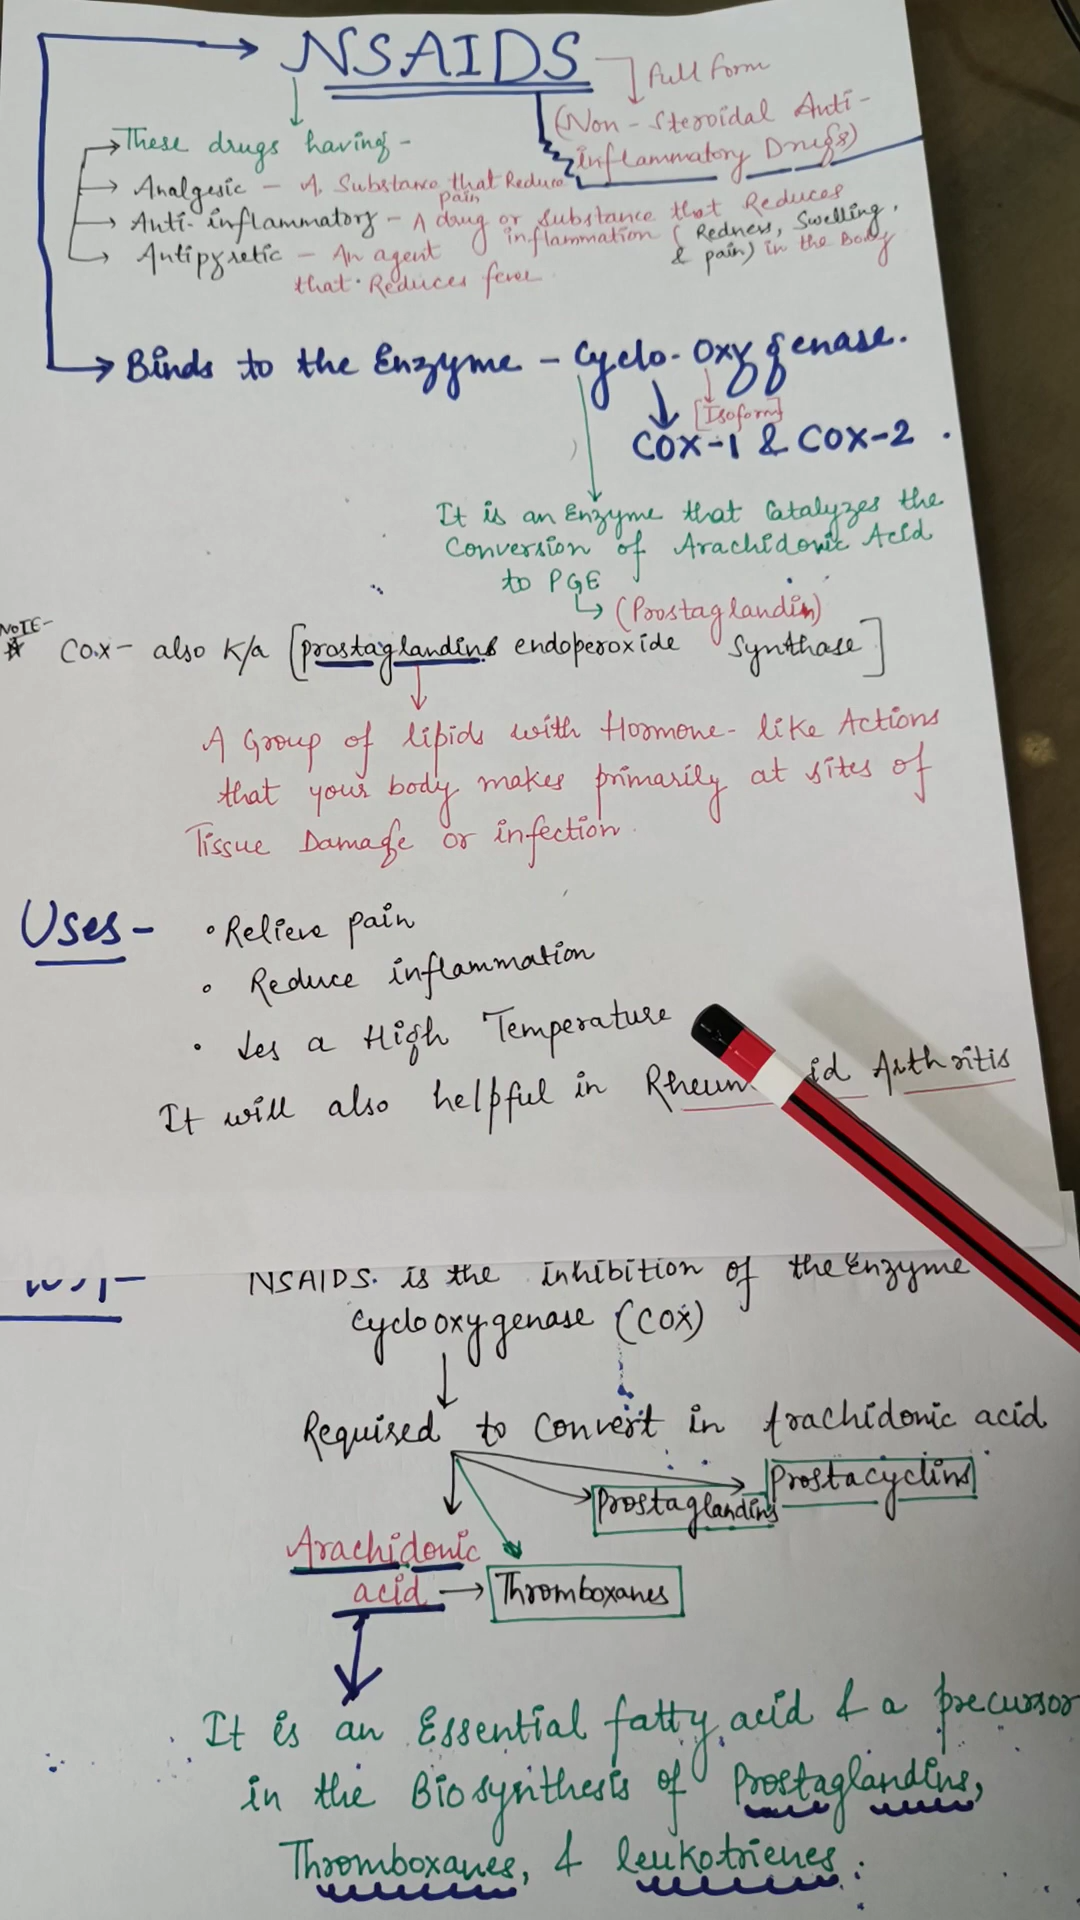 NSAIDS
Full form
(Non-Steroidal Anti-
inflammatory Drugs)
These drugs having-
Analgesic - A Substance that Reduce
pain
Anti-inflammatory - A drug or substance that Reduces
inflammation (Redness, Swelling,
& pain) in the Body
Antipyretic - An agent
that Reduces fever
Binds to the Enzyme - Cyclo-Oxygenase.
[Isoform]
COX-1 & COX-2.
It is an Enzyme that Catalyzes the
Conversion of Arachidonic Acid
to PGE
(Prostaglandin)
NOTE-
COX- also K/a [prostaglandins endoperoxide Synthase]
A Group of lipids with Hormone-like Actions
that your body makes primarily at sites of
Tissue Damage or infection.
Uses-
• Relieve pain
• Reduce inflammation
• a High Temperature
It will also helpful in Arthritis
NSAIDS. is the inhibition of the Enzyme
Cyclooxygenase (COX)
Required to Convert in Arachidonic acid
Prostacyclins
Prostaglandins
Arachidonic
acid → Thromboxanes
It is an Essential fatty acid & a precursor
in the Biosynthesis of Prostaglandins,
Thromboxanes, & leukotrienes.